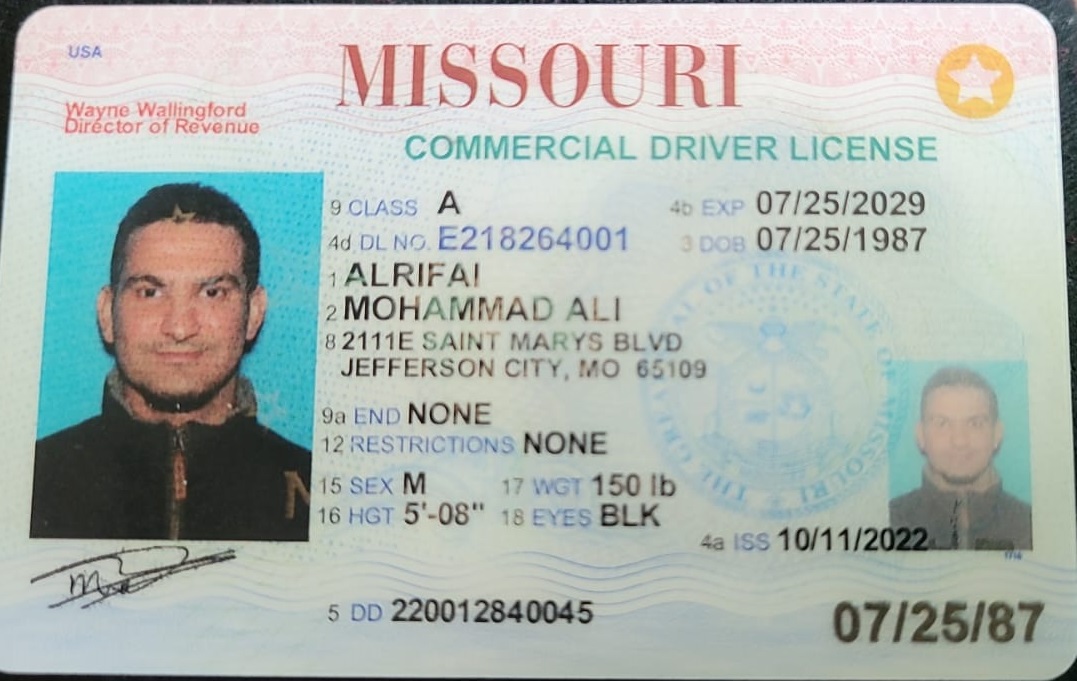 USA
MISSOURI
Wayne Wallingford
Director of Revenue
COMMERCIAL DRIVER LICENSE
9 CLASS A
4b EXP 07/25/2029
4d DL NO. E218264001
3 DOB 07/25/1987
1 ALRIFAI
2 MOHAMMAD ALI
8 2111E SAINT MARYS BLVD
JEFFERSON CITY, MO 65109
9a END NONE
12 RESTRICTIONS NONE
15 SEX M
17 WGT 150 lb
16 HGT 5'-08"
18 EYES BLK
4a ISS 10/11/2022
5 DD 220012840045
07/25/87
THE GREAT SEAL OF THE STATE OF MISSOURI